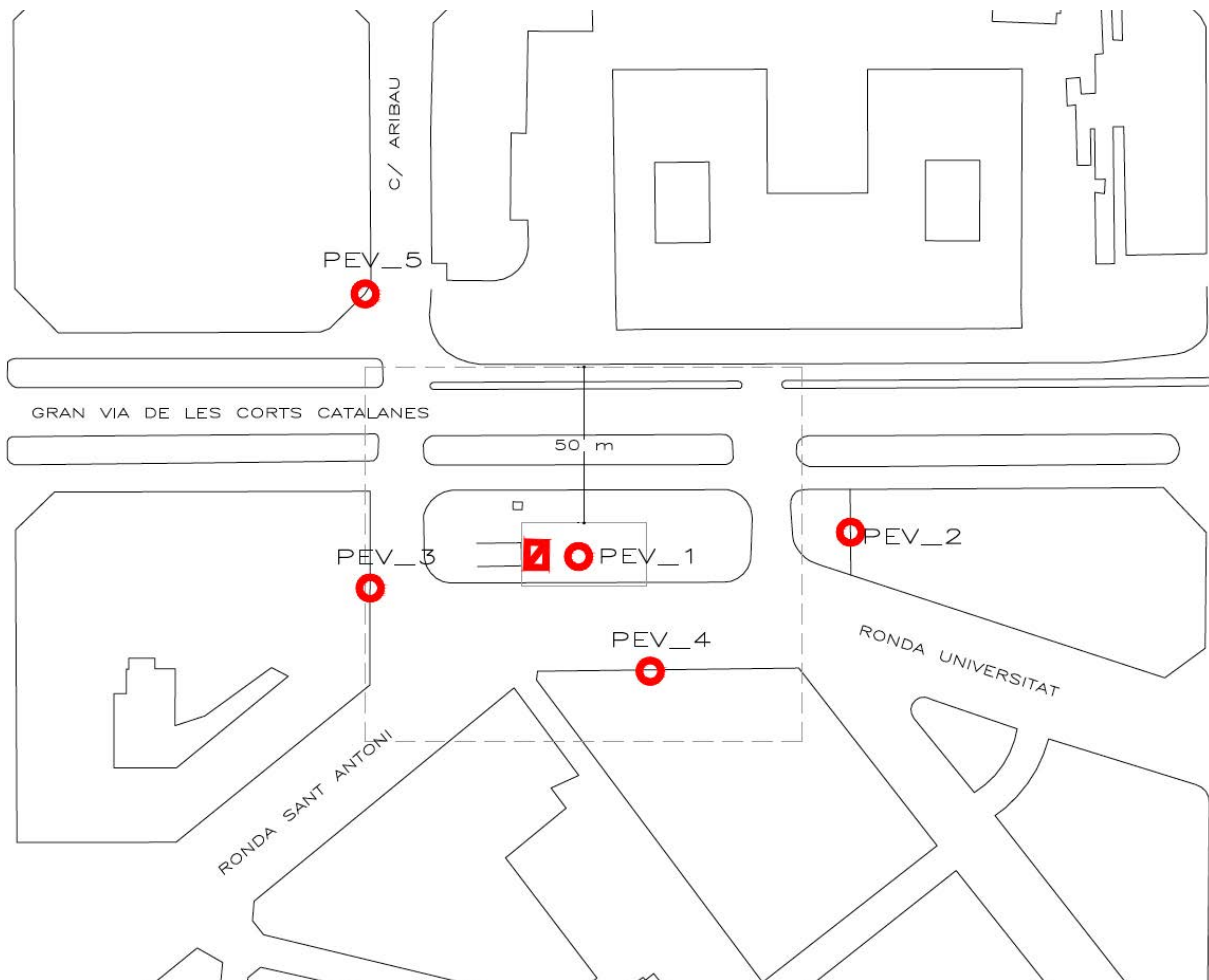 C/ ARIBAU
PEV_5
GRAN VIA DE LES CORTS CATALANES
50 m
PEV_3
PEV_1
PEV_2
PEV_4
RONDA UNIVERSITAT
RONDA SANT ANTONI